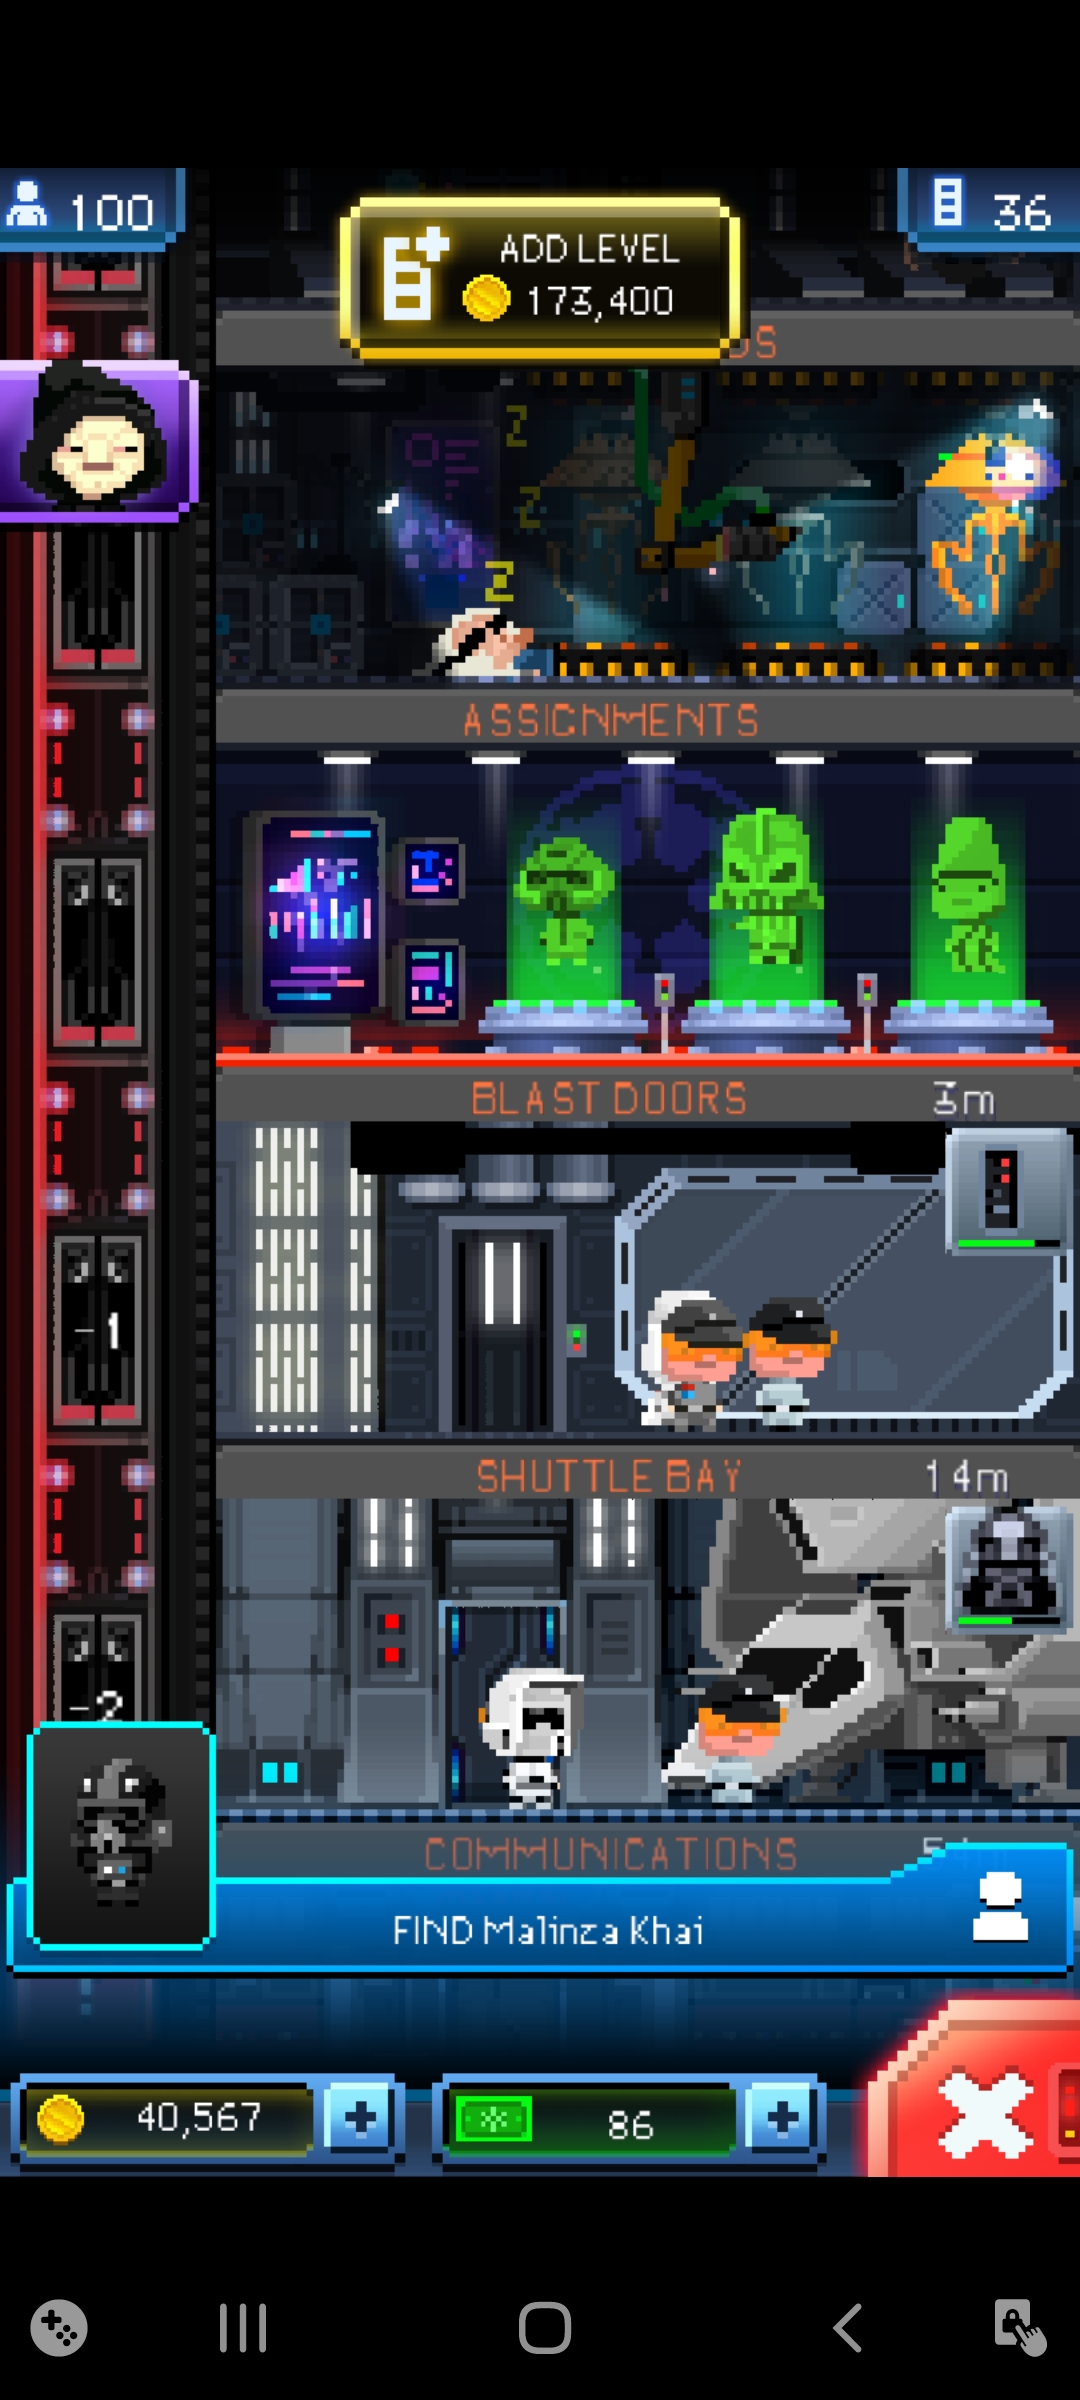 100
36
ADD LEVEL
173,400
Z
Z
Z
ASSIGNMENTS
BLAST DOORS 3m
-1
SHUTTLE BAY 14m
-2
COMMUNICATIONS
FIND Malinza Khai
40,567
86